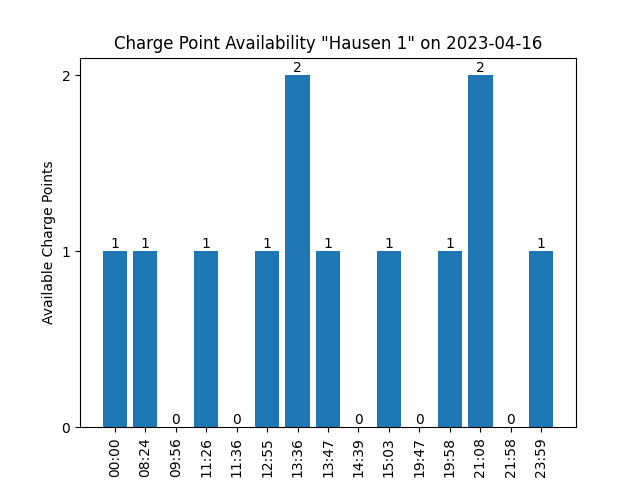 Charge Point Availability "Hausen 1" on 2023-04-16
Available Charge Points
2
1
0
1 1 0 1 0 1 2 1 0 1 0 1 2 0 1
00:00 08:24 09:56 11:26 11:36 12:55 13:36 13:47 14:39 15:03 19:47 19:58 21:08 21:58 23:59